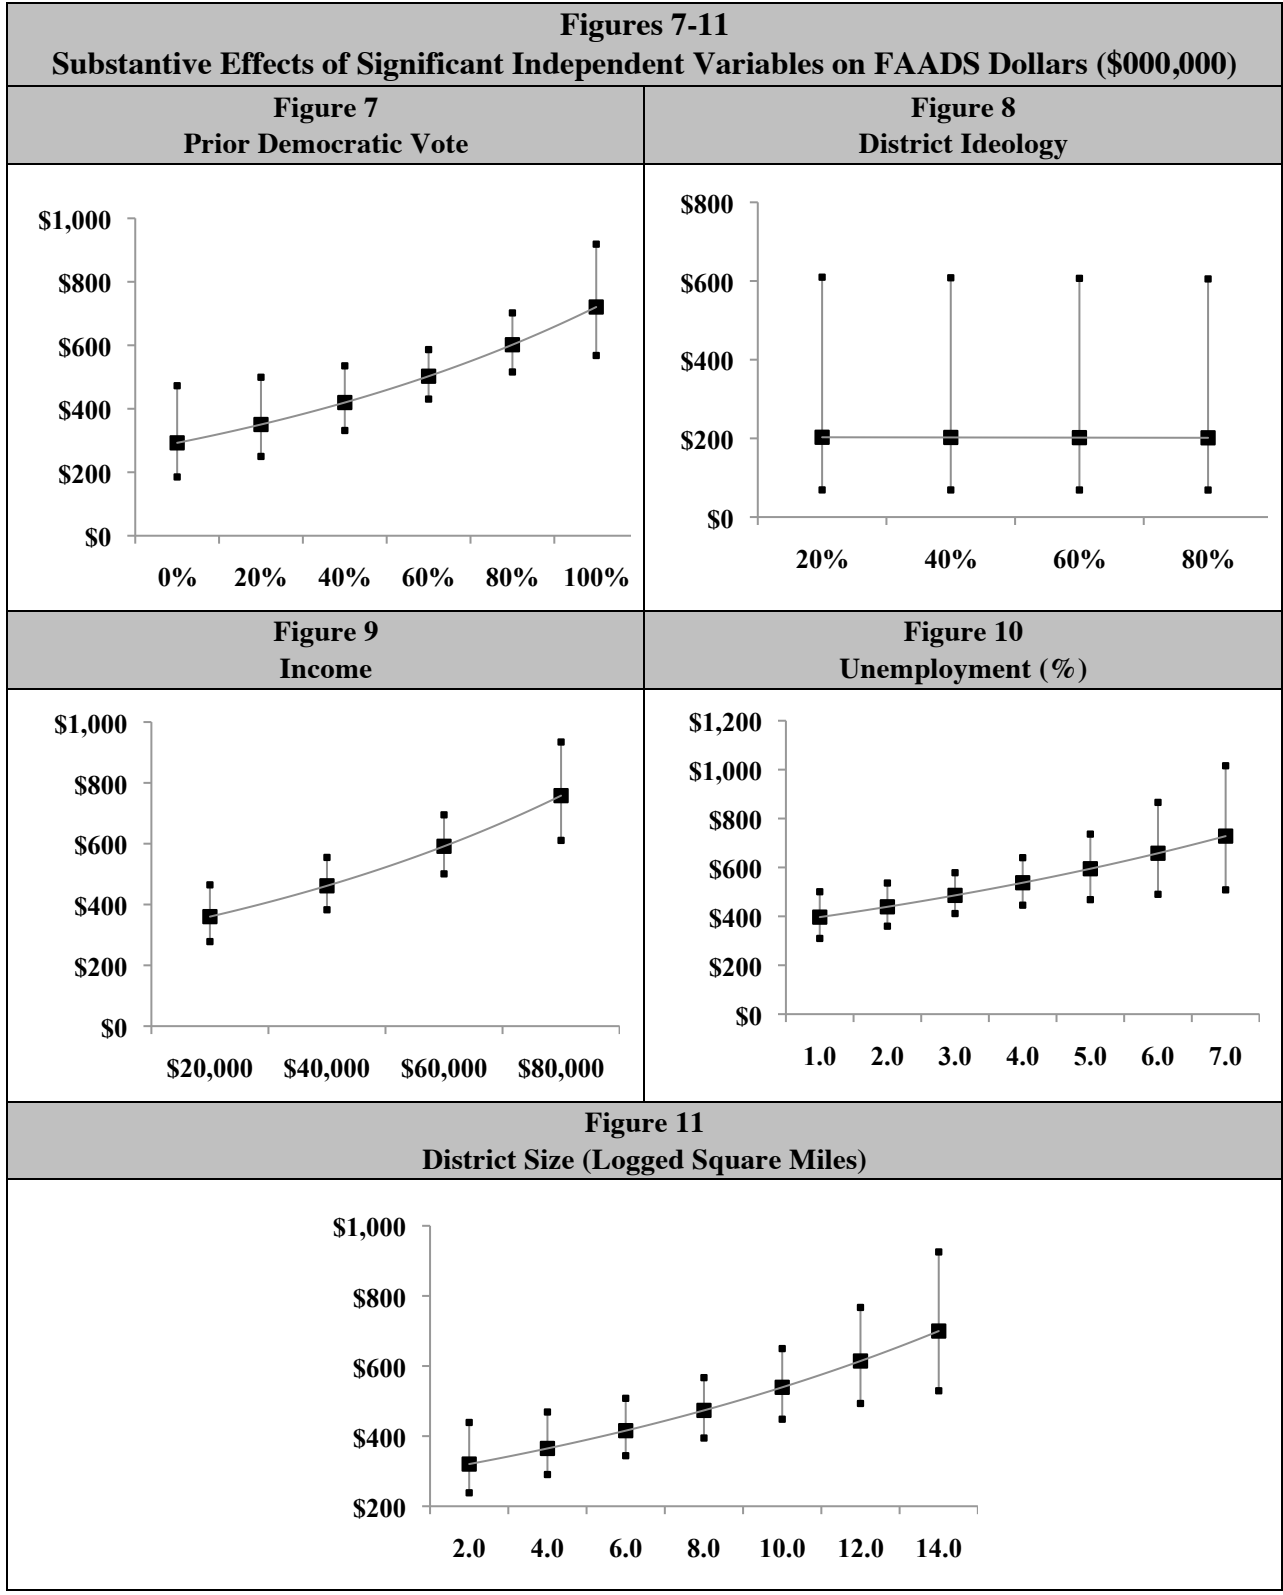 Figures 7-11
Substantive Effects of Significant Independent Variables on FAADS Dollars ($000,000)
Figure 7
Prior Democratic Vote
Figure 8
District Ideology
$1,000
$800
$600
$400
$200
$0
0% 20% 40% 60% 80% 100%
$800
$600
$400
$200
$0
20% 40% 60% 80%
Figure 9
Income
Figure 10
Unemployment (%)
$1,000
$800
$600
$400
$200
$0
$20,000 $40,000 $60,000 $80,000
$1,200
$1,000
$800
$600
$400
$200
$0
1.0 2.0 3.0 4.0 5.0 6.0 7.0
Figure 11
District Size (Logged Square Miles)
$1,000
$800
$600
$400
$200
2.0 4.0 6.0 8.0 10.0 12.0 14.0